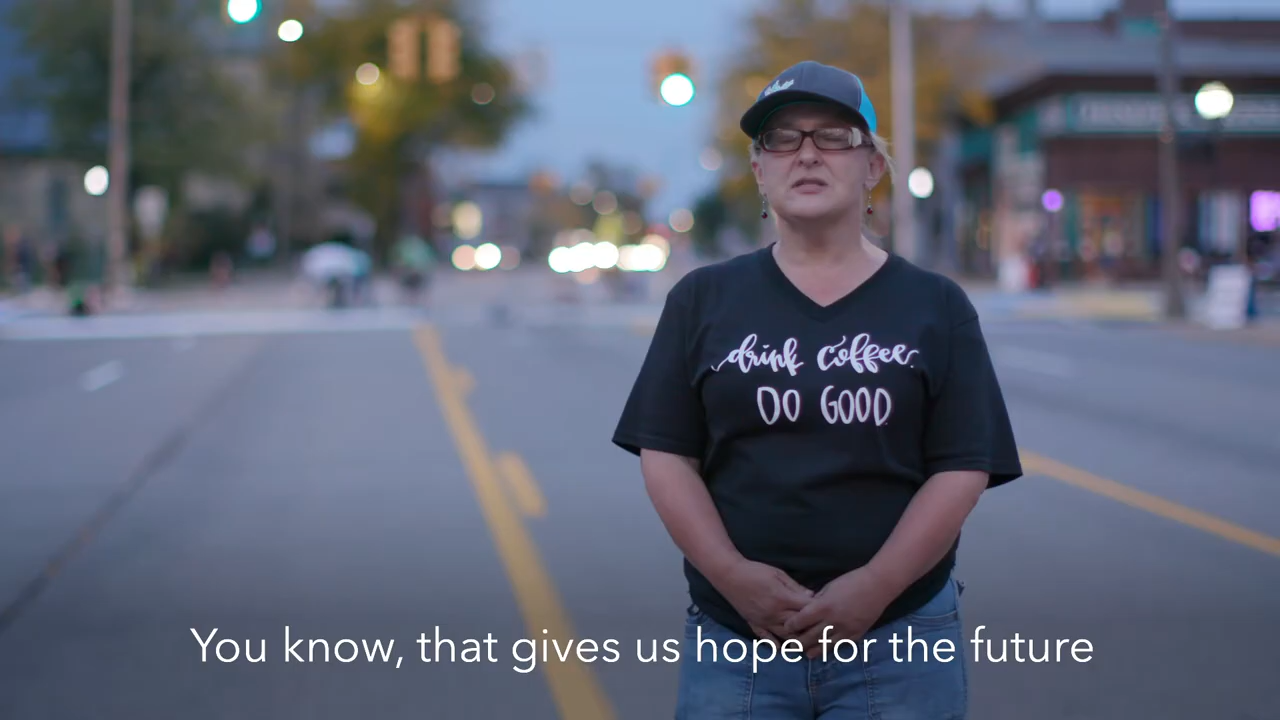 drink coffee.
DO GOOD.
You know, that gives us hope for the future